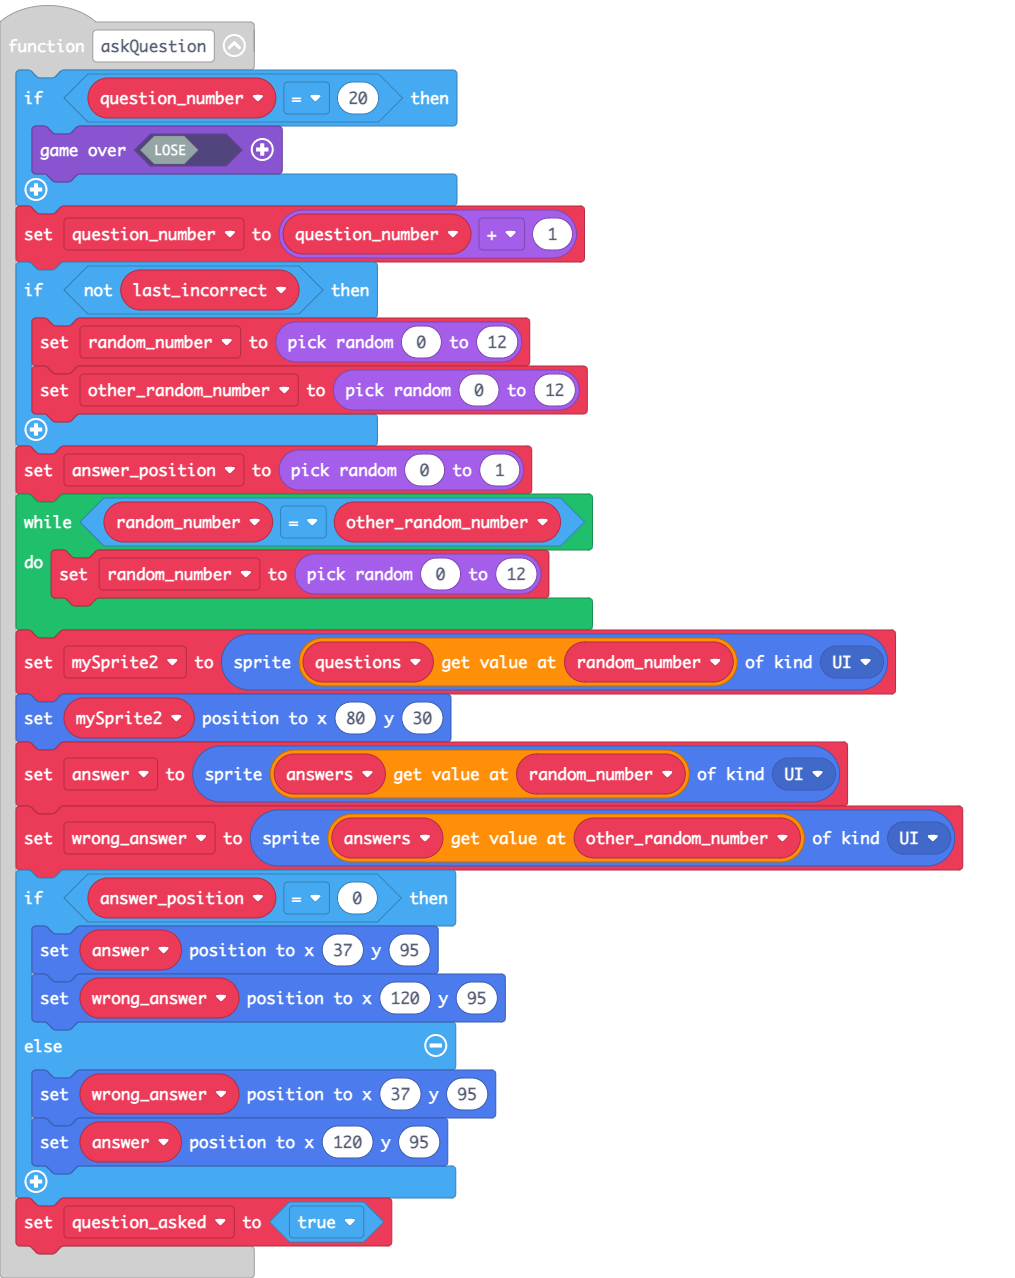 function askQuestion
if question_number = 20 then
game over LOSE
set question_number to question_number + 1
if not last_incorrect then
set random_number to pick random 0 to 12
set other_random_number to pick random 0 to 12
set answer_position to pick random 0 to 1
while random_number = other_random_number
do set random_number to pick random 0 to 12
set mySprite2 to sprite questions get value at random_number of kind UI
set mySprite2 position to x 80 y 30
set answer to sprite answers get value at random_number of kind UI
set wrong_answer to sprite answers get value at other_random_number of kind UI
if answer_position = 0 then
set answer position to x 37 y 95
set wrong_answer position to x 120 y 95
else
set wrong_answer position to x 37 y 95
set answer position to x 120 y 95
set question_asked to true